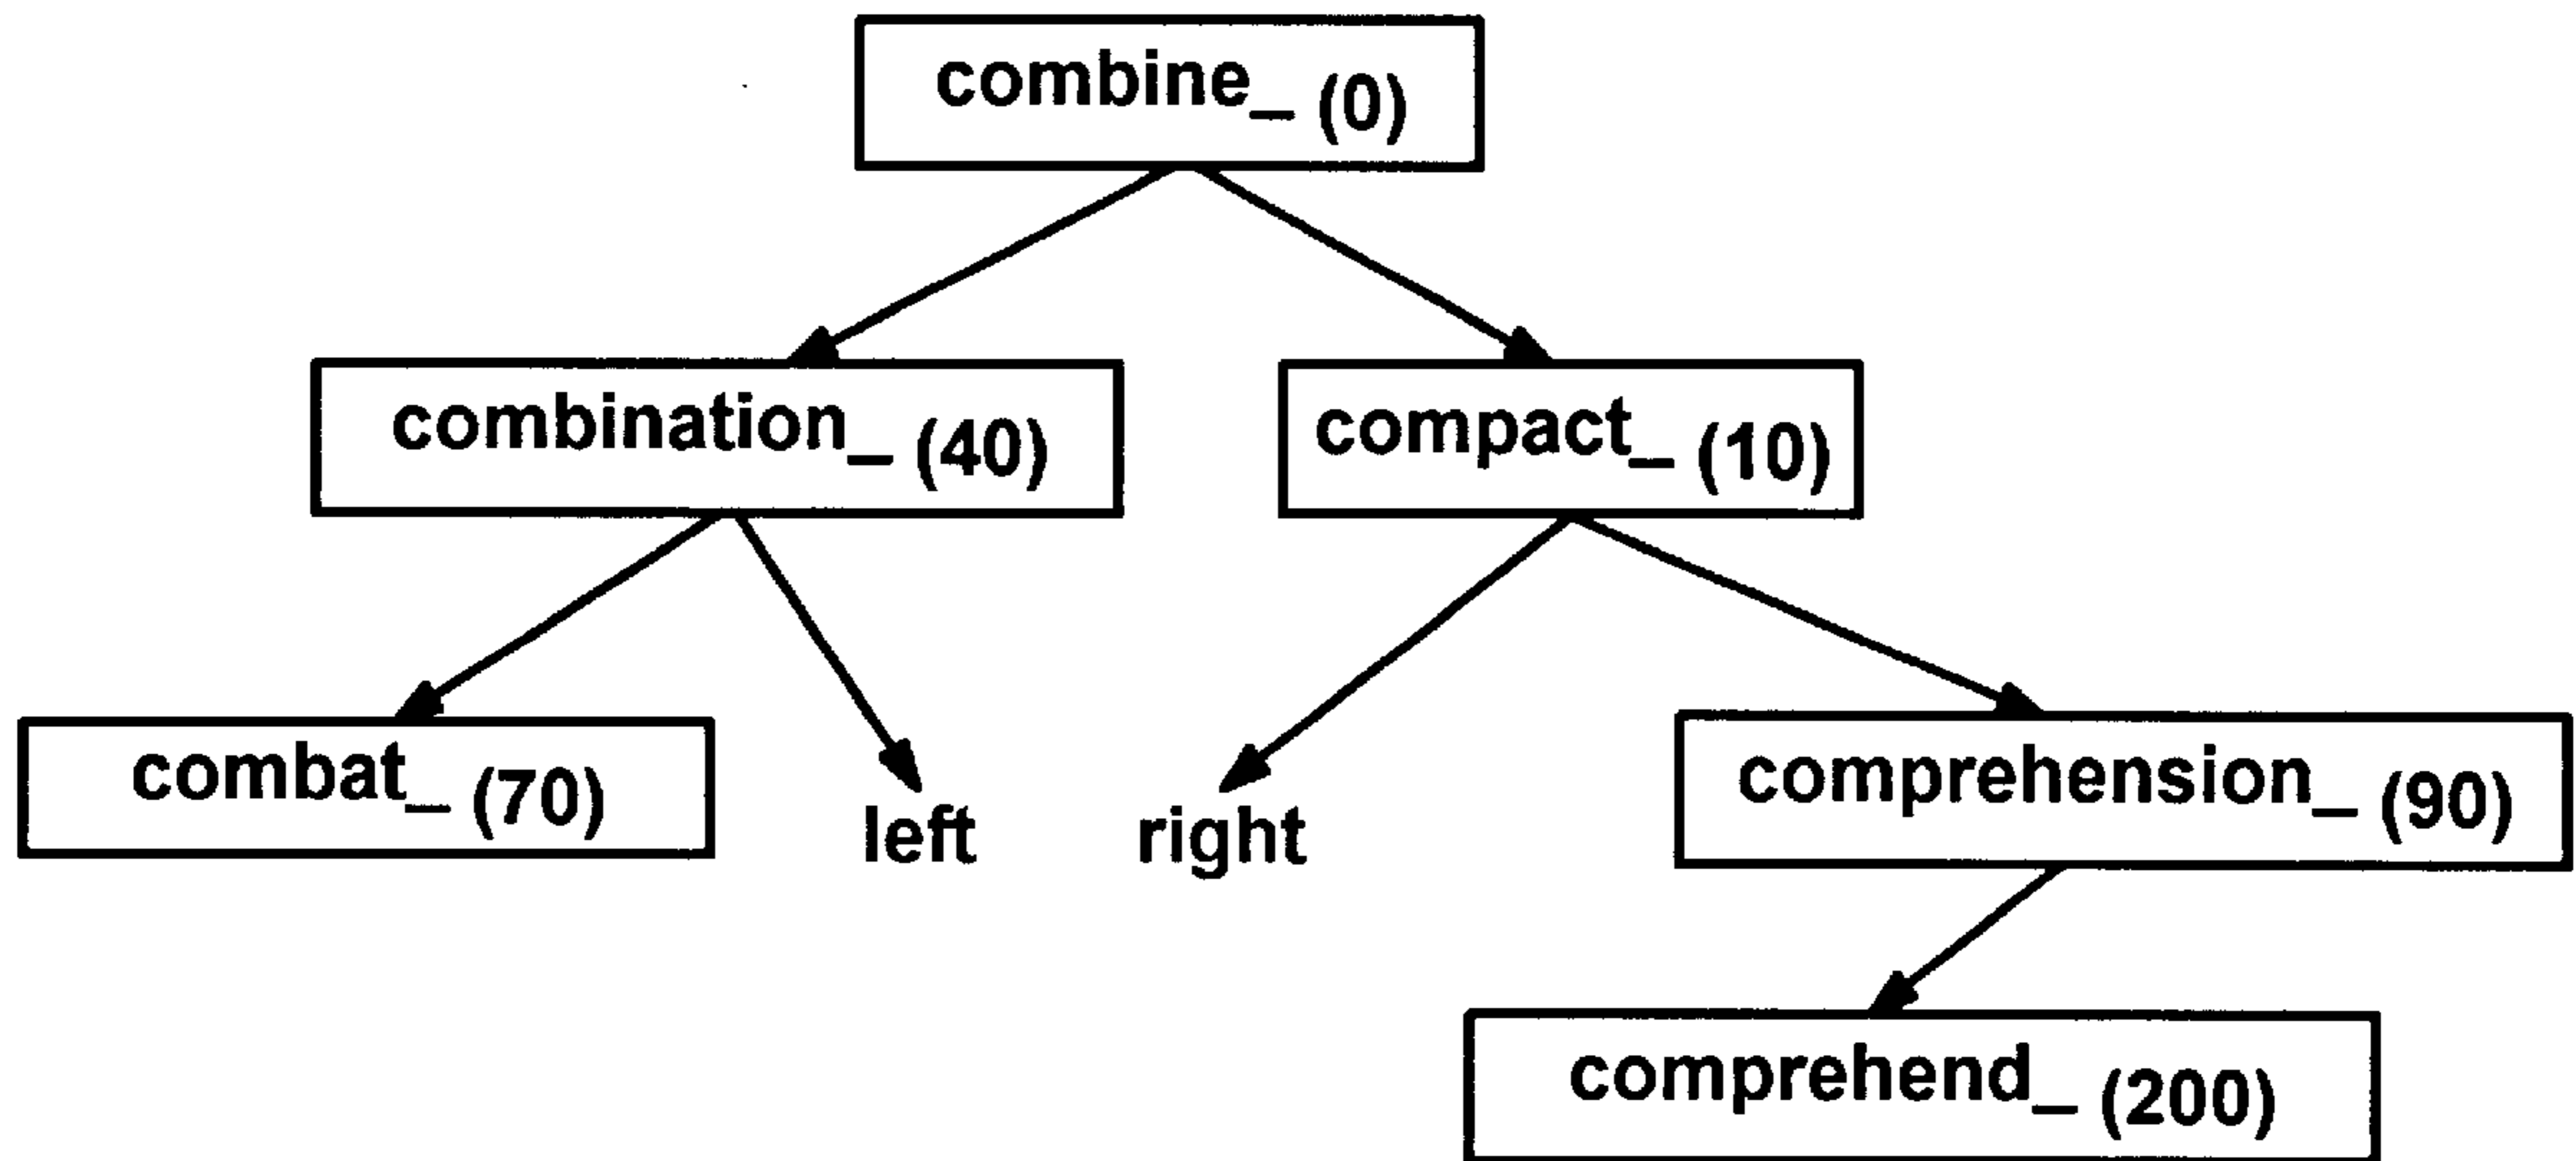 combine_ (0)
combination_ (40)
compact_ (10)
combat_ (70)
left
right
comprehension_ (90)
comprehend_ (200)